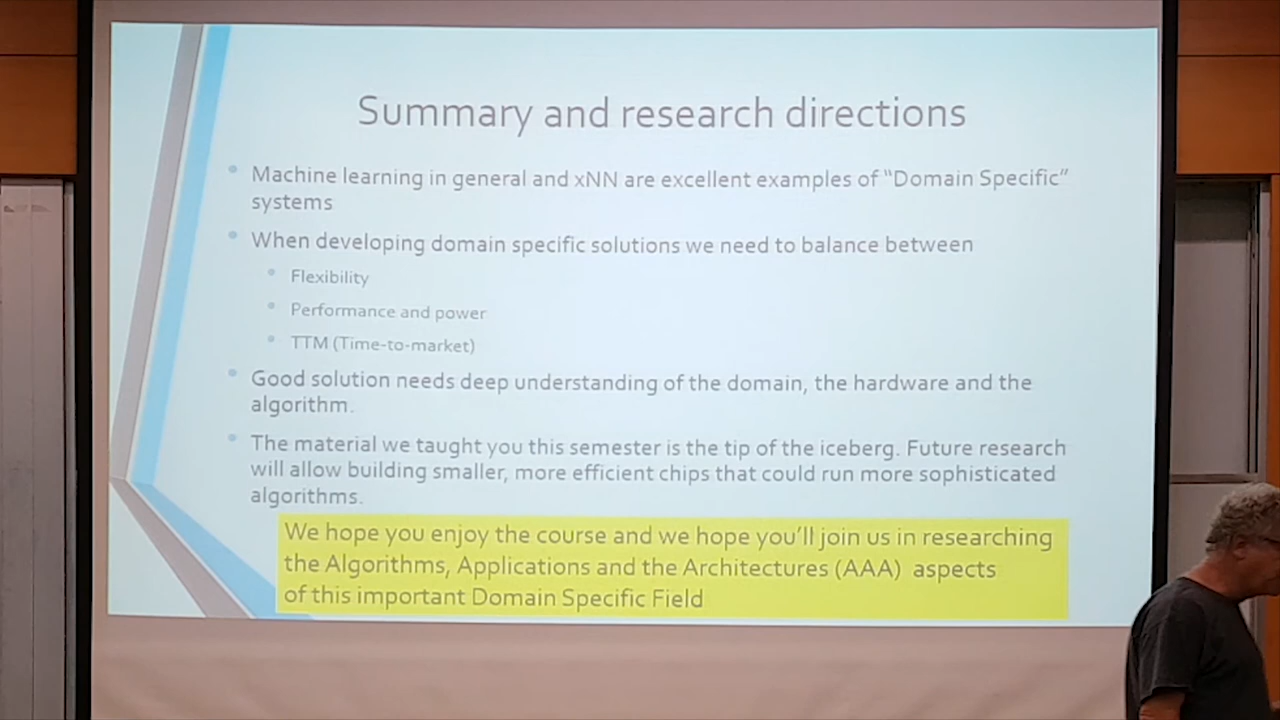 Summary and research directions
Machine learning in general and xNN are excellent examples of "Domain Specific"
systems
When developing domain specific solutions we need to balance between
Flexibility
Performance and power
TTM (Time-to-market)
Good solution needs deep understanding of the domain, the hardware and the
algorithm.
The material we taught you this semester is the tip of the iceberg. Future research
will allow building smaller, more efficient chips that could run more sophisticated
algorithms.
We hope you enjoy the course and we hope you'll join us in researching
the Algorithms, Applications and the Architectures (AAA) aspects
of this important Domain Specific Field